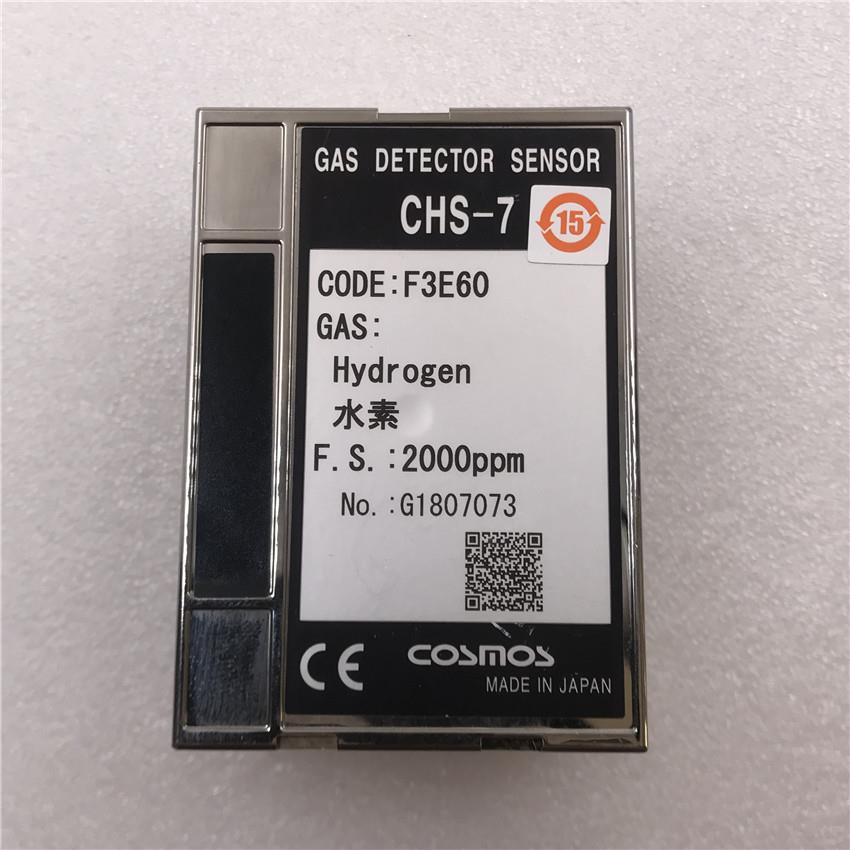 GAS DETECTOR SENSOR
CHS-7
15
CODE:F3E60
GAS:
Hydrogen
水素
F.S.:2000ppm
No.:G1807073
CE
COSMOS
MADE IN JAPAN